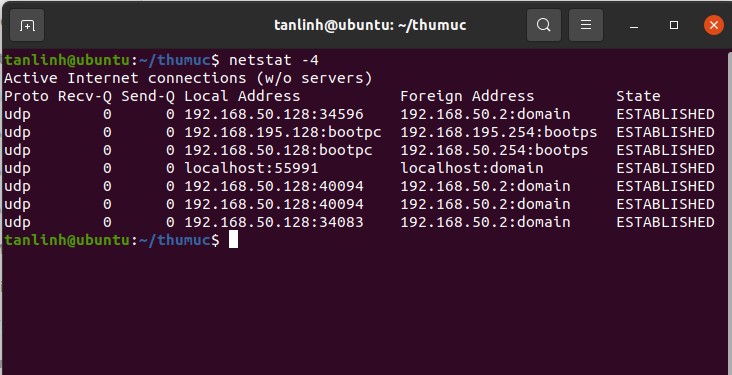 tanlinh@ubuntu: ~/thumuc
tanlinh@ubuntu:~/thumuc$ netstat -4
Active Internet connections (w/o servers)
Proto Recv-Q Send-Q Local Address           Foreign Address         State
udp        0      0 192.168.50.128:34596    192.168.50.2:domain     ESTABLISHED
udp        0      0 192.168.195.128:bootpc  192.168.195.254:bootps  ESTABLISHED
udp        0      0 192.168.50.128:bootpc   192.168.50.254:bootps   ESTABLISHED
udp        0      0 localhost:55991         localhost:domain        ESTABLISHED
udp        0      0 192.168.50.128:40094    192.168.50.2:domain     ESTABLISHED
udp        0      0 192.168.50.128:40094    192.168.50.2:domain     ESTABLISHED
udp        0      0 192.168.50.128:34083    192.168.50.2:domain     ESTABLISHED
tanlinh@ubuntu:~/thumuc$